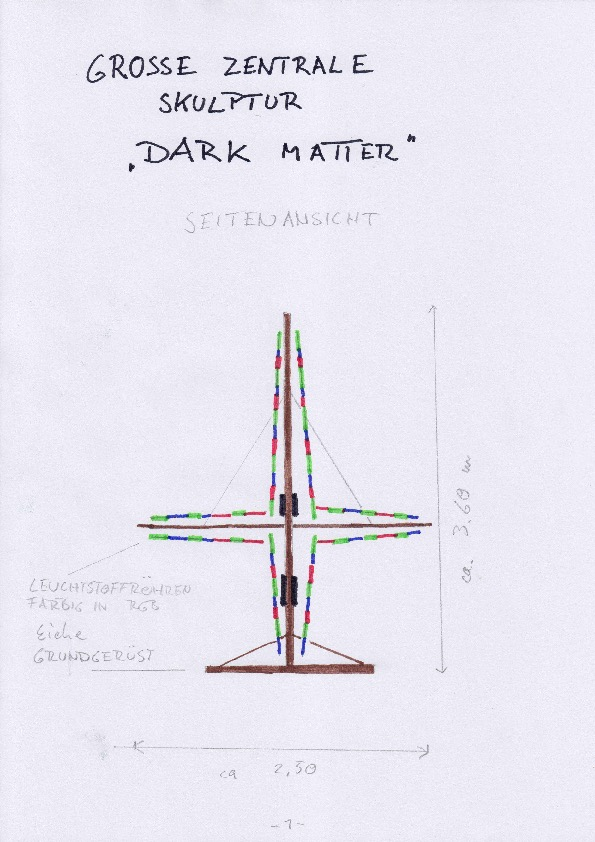 GROSSE ZENTRALE
SKULPTUR
„DARK MATTER"
SEITENANSICHT
ca. 3,60 m
LEUCHTSTOFFRÖHREN
FARBIG IN RGB
Eiche
GRUNDGERÜST
ca 2,50
-1-